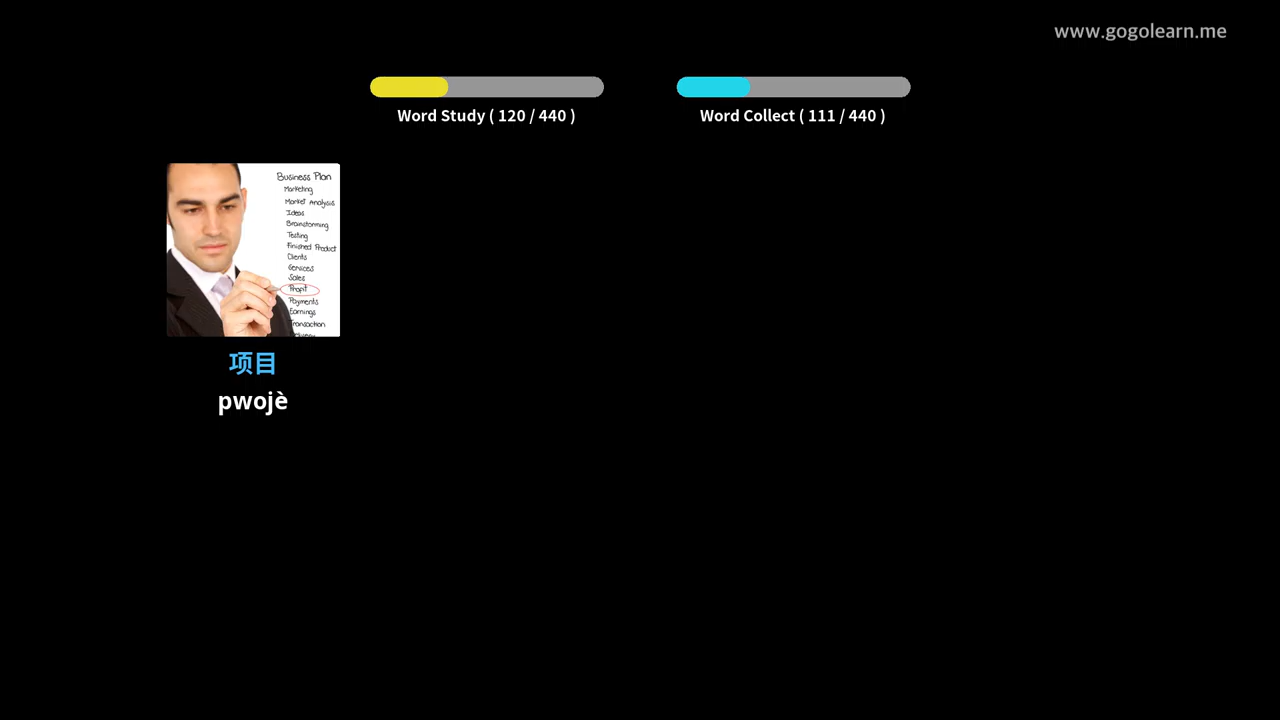 www.gogolearn.me
Word Study ( 120 / 440 )
Word Collect ( 111 / 440 )
Business Plan
Marketing
Market Analysis
Ideas
Brainstorming
Testing
Finished Product
Clients
Services
Sales
Profit
Payments
Earnings
Transaction
Delivery
项目
pwojè